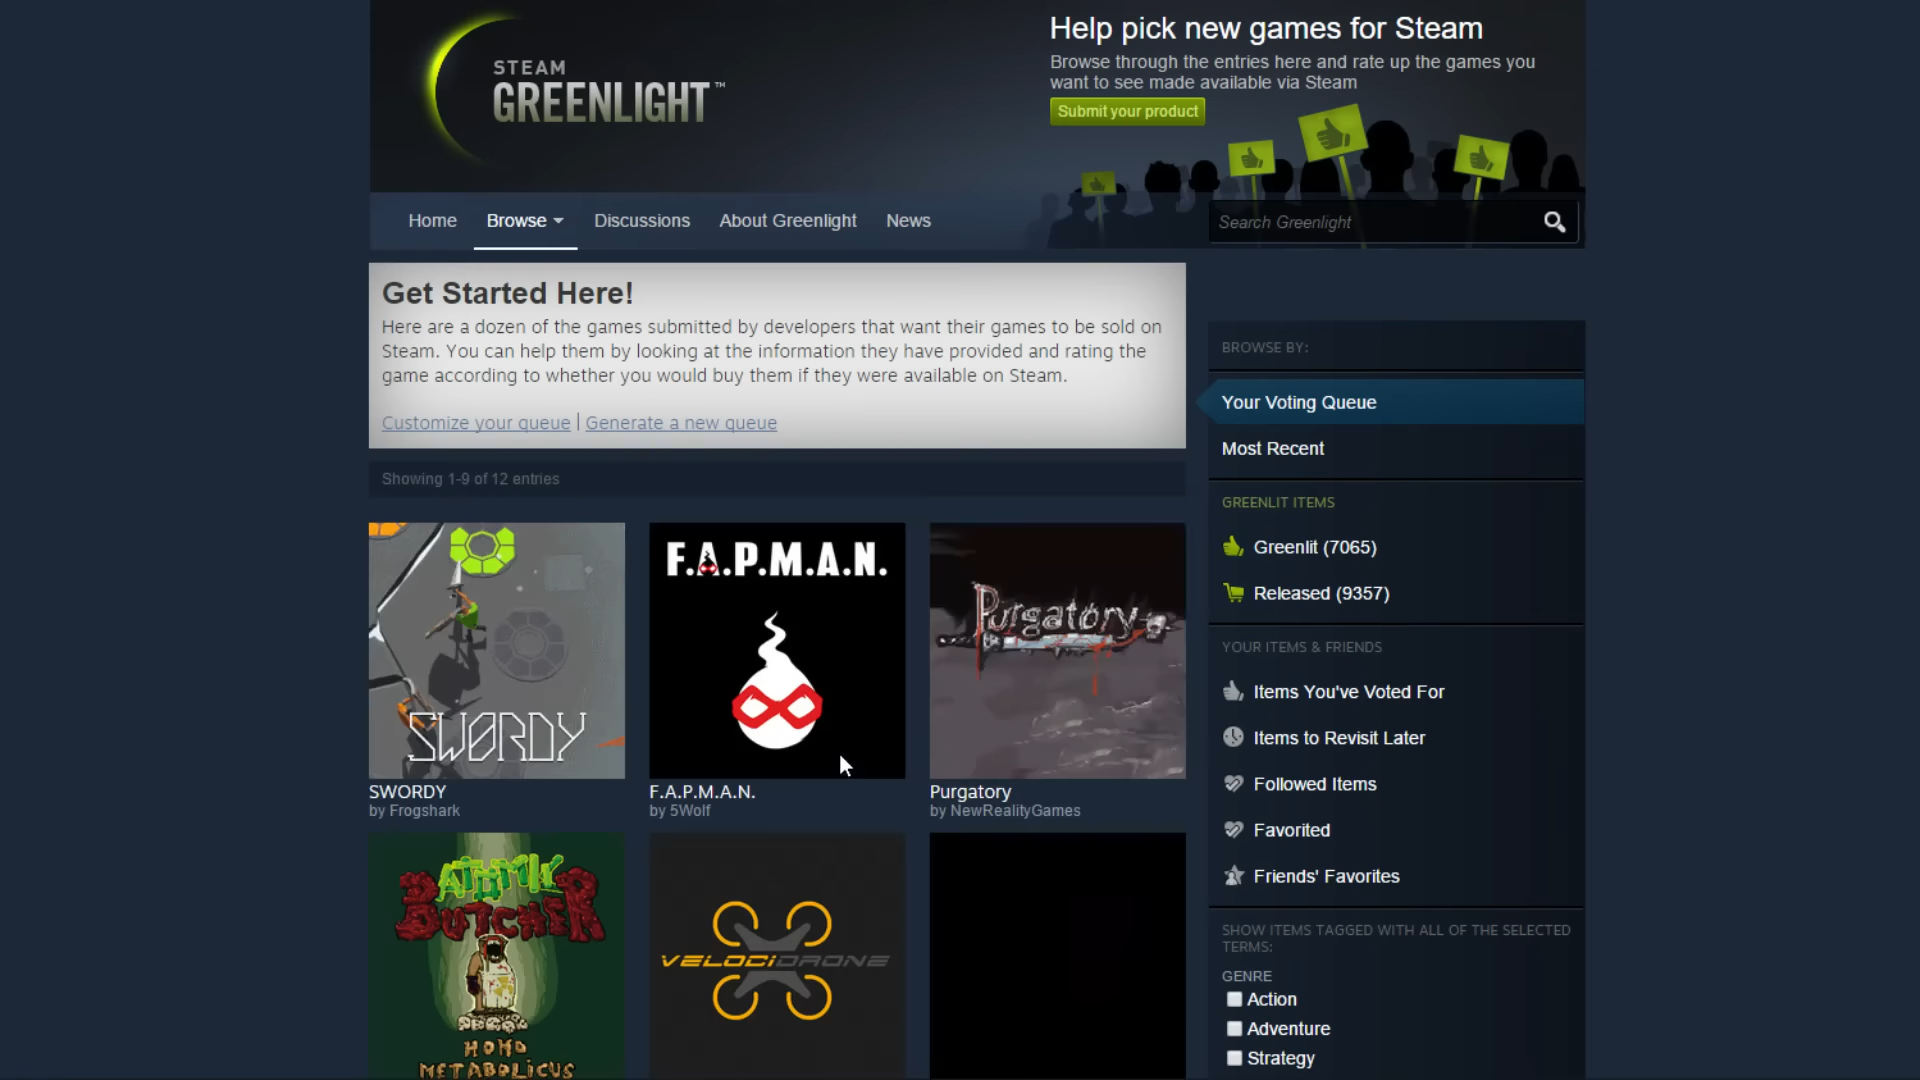 STEAM
GREENLIGHT™
Help pick new games for Steam
Browse through the entries here and rate up the games you
want to see made available via Steam
Submit your product
Home
Browse
Discussions
About Greenlight
News
Search Greenlight
Get Started Here!
Here are a dozen of the games submitted by developers that want their games to be sold on
Steam. You can help them by looking at the information they have provided and rating the
game according to whether you would buy them if they were available on Steam.
Customize your queue | Generate a new queue
Showing 1-9 of 12 entries
SWORDY
F.A.P.M.A.N.
Purgatory
SWORDY
by Frogshark
F.A.P.M.A.N.
by 5Wolf
Purgatory
by NewRealityGames
ATOMIC
BUTCHER
HOMO
METABOLICUS
VELOCIDRONE
BROWSE BY:
Your Voting Queue
Most Recent
GREENLIT ITEMS
Greenlit (7065)
Released (9357)
YOUR ITEMS & FRIENDS
Items You've Voted For
Items to Revisit Later
Followed Items
Favorited
Friends' Favorites
SHOW ITEMS TAGGED WITH ALL OF THE SELECTED
TERMS:
GENRE
Action
Adventure
Strategy